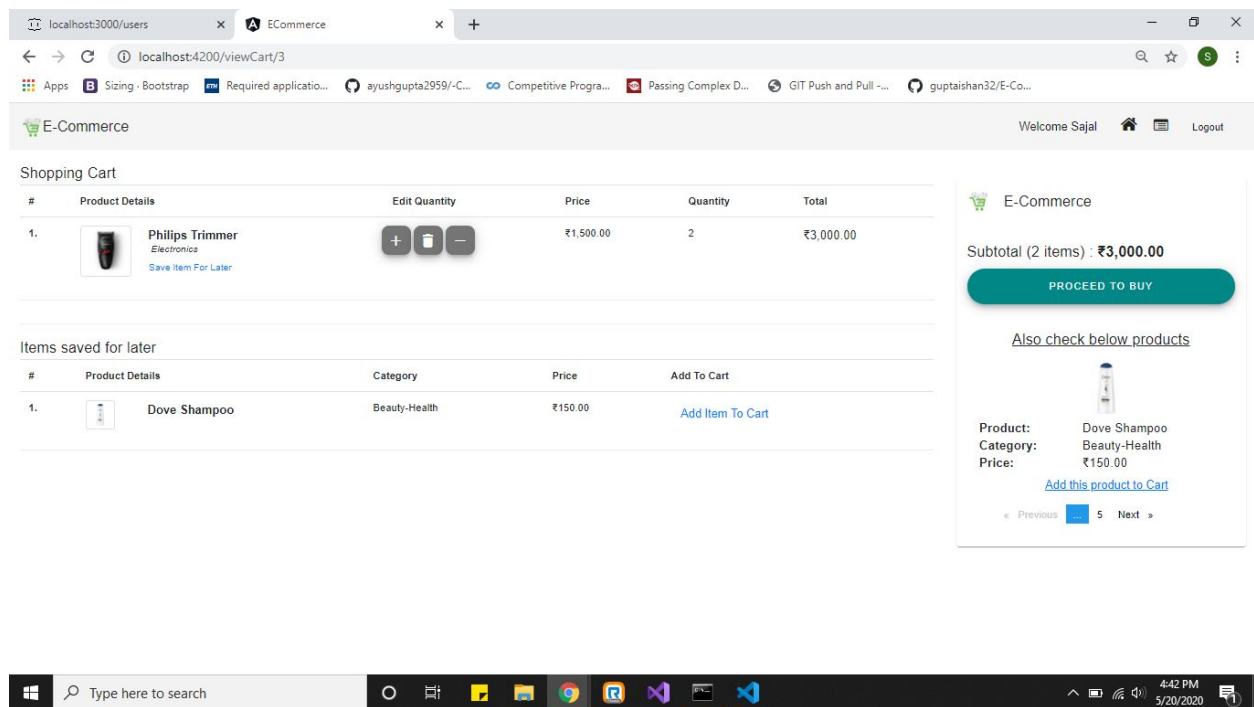 localhost:3000/users
ECommerce
localhost:4200/viewCart/3
S
Apps
B Sizing · Bootstrap
Required applicatio...
ayushgupta2959/-C...
Competitive Progra...
Passing Complex D...
GIT Push and Pull -...
guptaishan32/E-Co...
E-Commerce
Welcome Sajal
Logout
Shopping Cart
# Product Details Edit Quantity Price Quantity Total
1. Philips Trimmer ₹1,500.00 2 ₹3,000.00
Electronics
Save Item For Later
Items saved for later
# Product Details Category Price Add To Cart
1. Dove Shampoo Beauty-Health ₹150.00 Add Item To Cart
E-Commerce
Subtotal (2 items) : ₹3,000.00
PROCEED TO BUY
Also check below products
Product: Dove Shampoo
Category: Beauty-Health
Price: ₹150.00
Add this product to Cart
« Previous ... 5 Next »
Type here to search
4:42 PM
5/20/2020
1